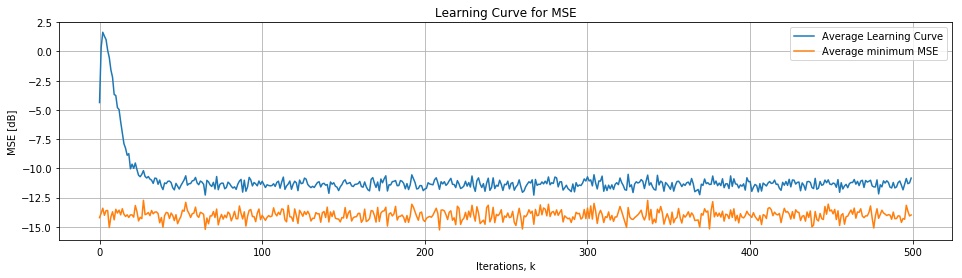 Learning Curve for MSE
Average Learning Curve
Average minimum MSE
MSE [dB]
2.5
0.0
−2.5
−5.0
−7.5
−10.0
−12.5
−15.0
0
100
200
300
400
500
Iterations, k